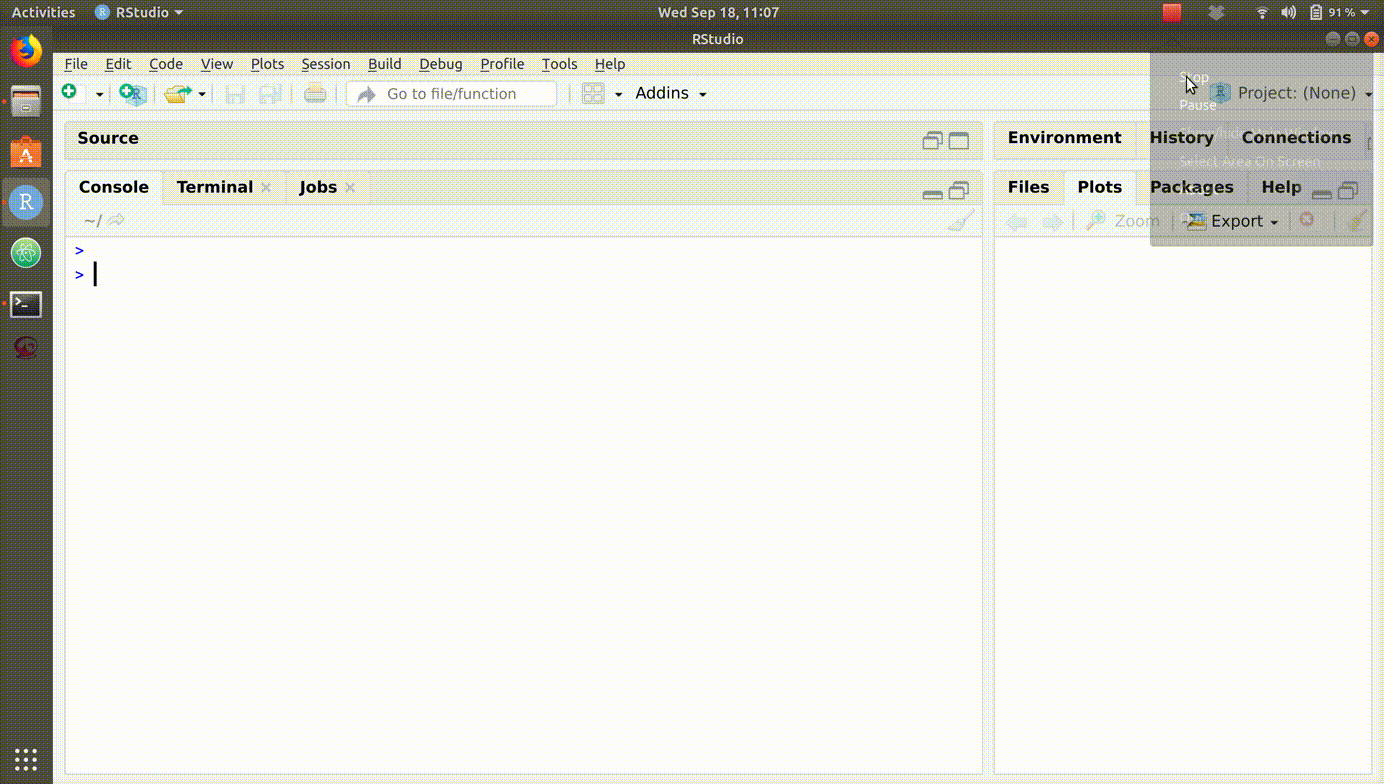 Activities RStudio Wed Sep 18, 11:07 91 %
RStudio
File Edit Code View Plots Session Build Debug Profile Tools Help
Stop
Go to file/function Addins R Project: (None)
Pause
Source Environment History Connections
Select Area On Screen
Console Terminal Jobs Files Plots Packages Help
R
~/ Zoom Export
>
>
>_